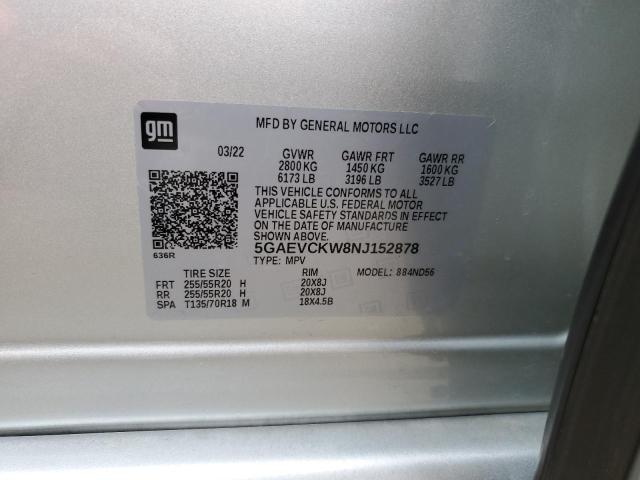 gm
MFD BY GENERAL MOTORS LLC
03/22 GVWR GAWR FRT GAWR RR
2800 KG 1450 KG 1600 KG
6173 LB 3196 LB 3527 LB
THIS VEHICLE CONFORMS TO ALL
APPLICABLE U.S. FEDERAL MOTOR
VEHICLE SAFETY STANDARDS IN EFFECT
ON THE DATE OF MANUFACTURE
SHOWN ABOVE.
636R
5GAEVCKW8NJ152878
TYPE: MPV MODEL: 884ND56
TIRE SIZE RIM
FRT 255/55R20 H 20X8J
RR 255/55R20 H 20X8J
SPA T135/70R18 M 18X4.5B